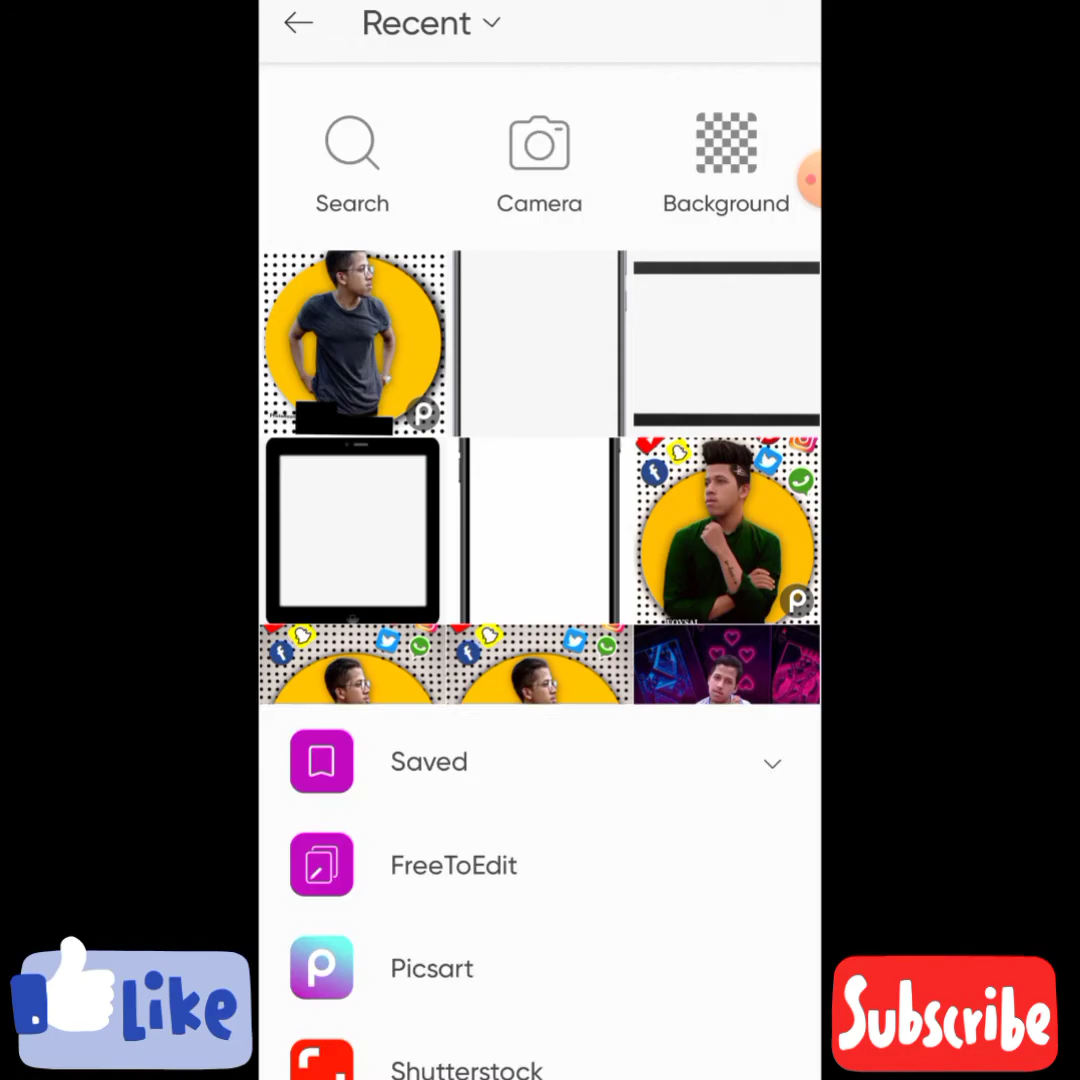 Recent
Search
Camera
Background
Saved
FreeToEdit
Picsart
Shutterstock
Like
Subscribe